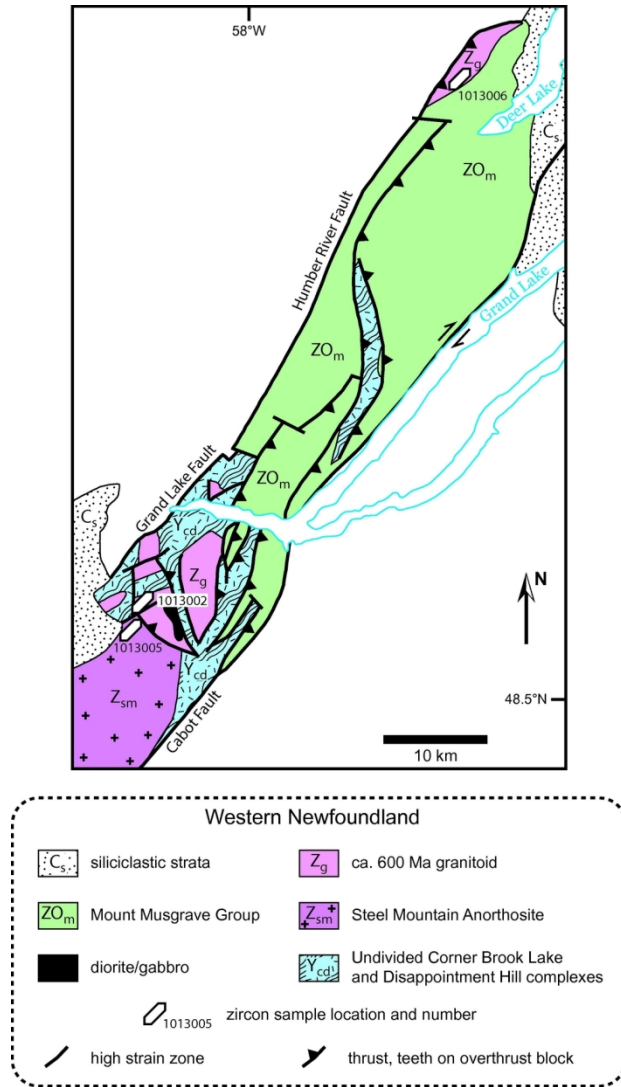 58°W
Zg
1013006
Deer Lake
Cs
ZOm
Humber River Fault
Grand Lake
ZOm
Grand Lake Fault
ZOm
Cs
Ycd
Zg
N
1013002
1013005
Ycd
Zsm
48.5°N
Cabot Fault
10 km
Western Newfoundland
Cs siliciclastic strata
Zg ca. 600 Ma granitoid
ZOm Mount Musgrave Group
Zsm Steel Mountain Anorthosite
diorite/gabbro
Ycd Undivided Corner Brook Lake
and Disappointment Hill complexes
1013005 zircon sample location and number
high strain zone
thrust, teeth on overthrust block